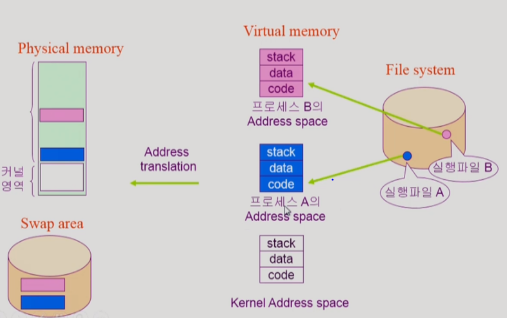 Physical memory
커널
영역
Swap area
Address
translation
Virtual memory
stack
data
code
프로세스 B의
Address space
stack
data
code
프로세스 A의
Address space
stack
data
code
Kernel Address space
File system
실행파일 B
실행파일 A